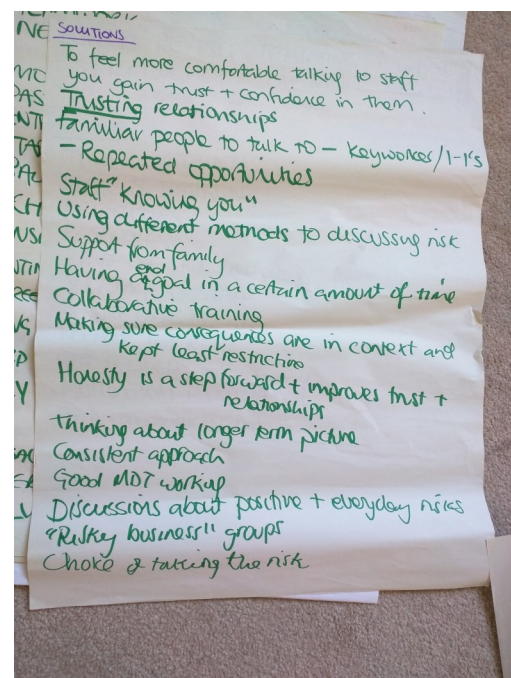 SOLUTIONS
To feel more comfortable talking to staff
you gain trust + confidence in them.
Trusting relationships
familiar people to talk to – keyworkers/1-1's
– Repeated opportunities
Staff "knowing you"
Using different methods to discussing risk
Support from family
Having end goal in a certain amount of time
Collaborative training
Making sure consequences are in context and
kept least restrictive
Honesty is a step forward + improves trust +
relationships
Thinking about longer term picture
Consistent approach
Good MDT working
Discussions about positive + everyday risks
"Risky business" groups
taking the risk